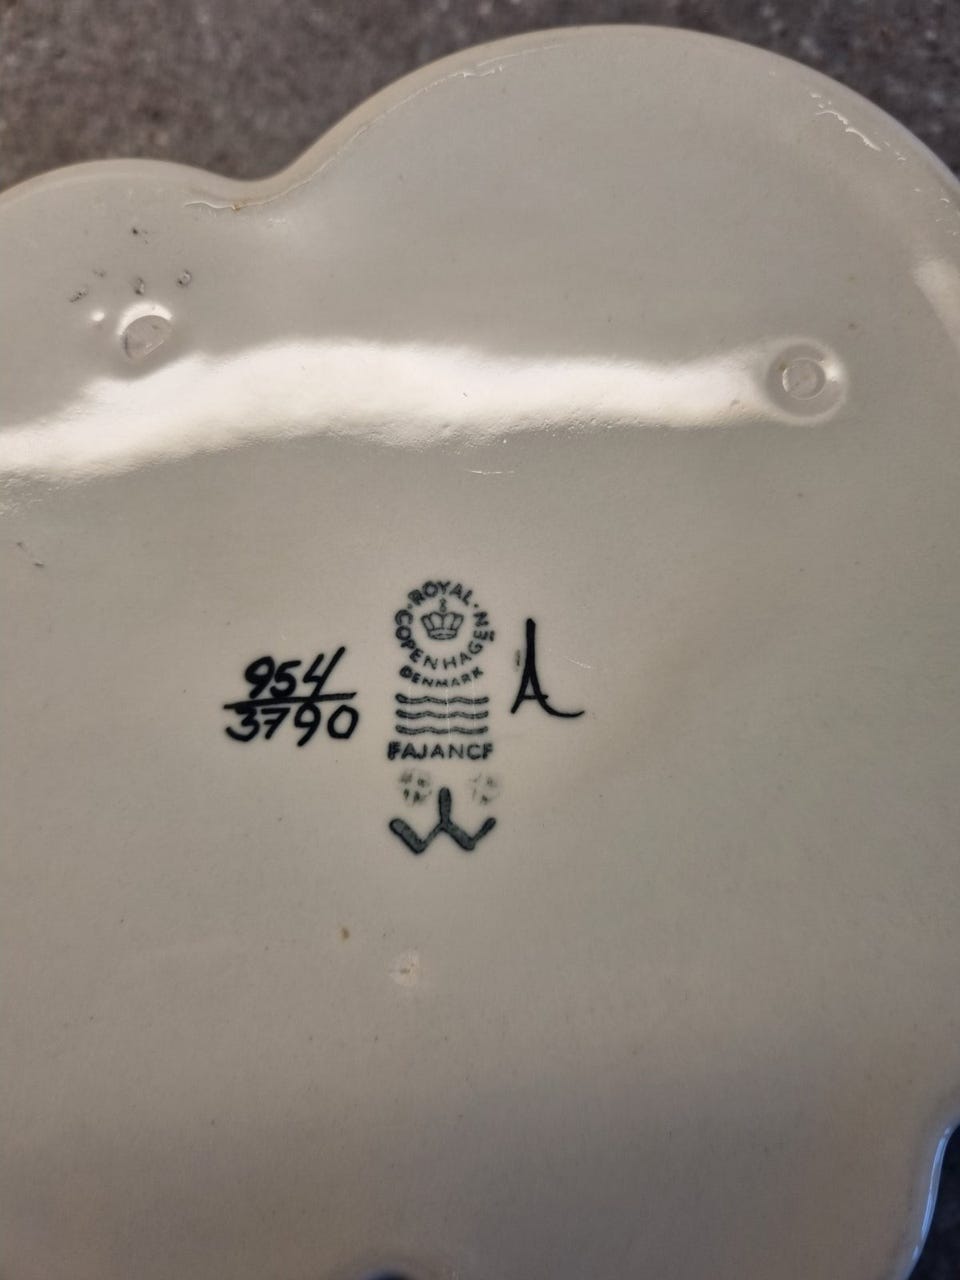 ROYAL
COPENHAGEN
DENMARK
FAJANCE
954
3790
A